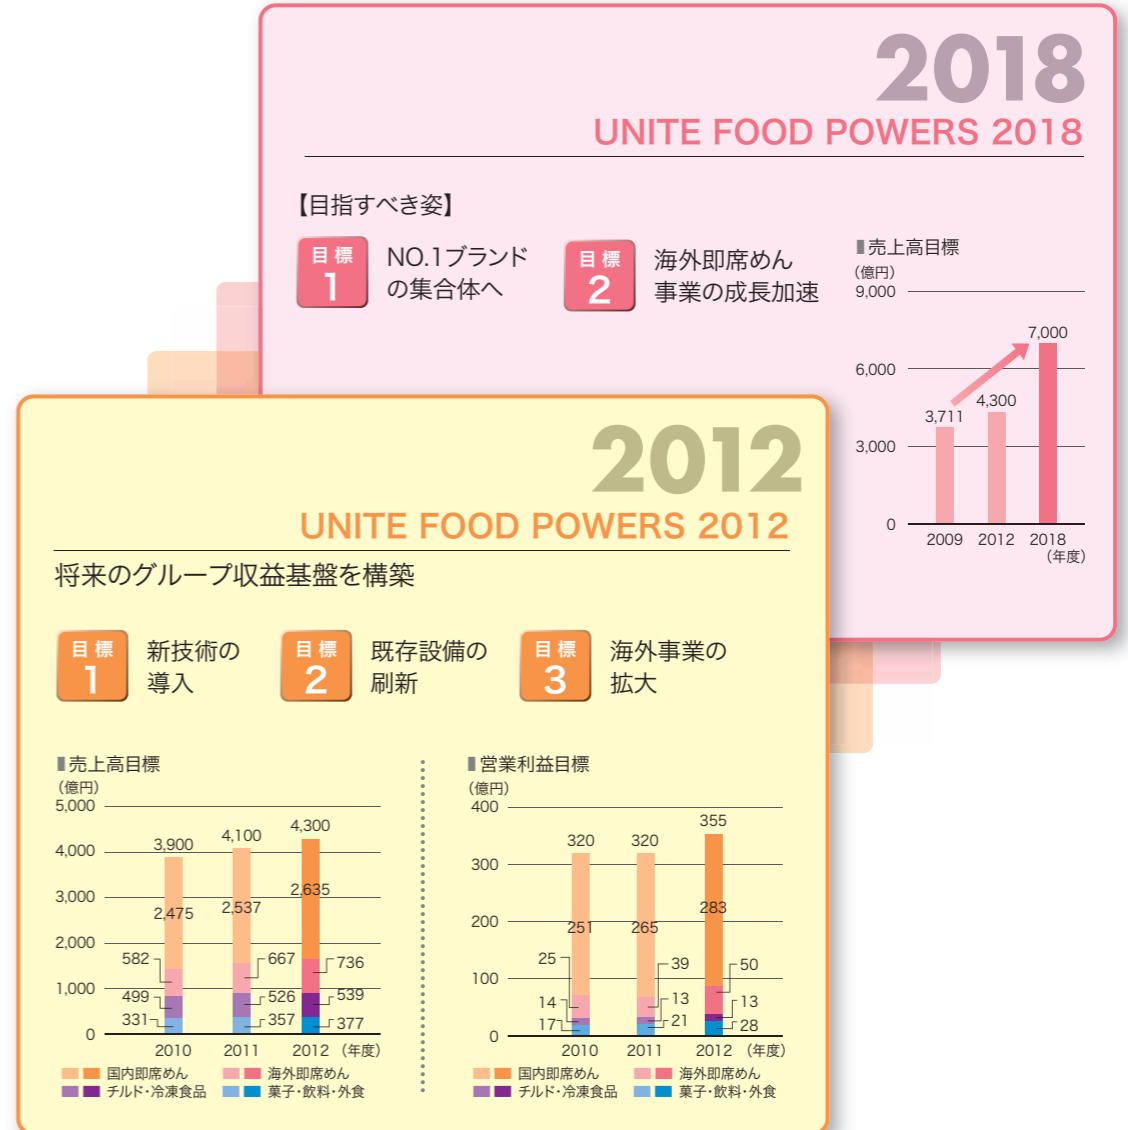 2018
UNITE FOOD POWERS 2018
【目指すべき姿】
目標
1
NO.1ブランド
の集合体へ
目標
2
海外即席めん
事業の成長加速
売上高目標
（億円）
9,000
6,000
3,000
0
3,711
4,300
7,000
2009 2012 2018
（年度）
2012
UNITE FOOD POWERS 2012
将来のグループ収益基盤を構築
目標
1
新技術の
導入
目標
2
既存設備の
刷新
目標
3
海外事業の
拡大
売上高目標
（億円）
5,000
4,000
3,000
2,000
1,000
0
3,900 4,100 4,300
2,475 2,537 2,635
582 667 736
499 526 539
331 357 377
2010 2011 2012 （年度）
国内即席めん 海外即席めん
チルド・冷凍食品 菓子・飲料・外食
営業利益目標
（億円）
400
300
200
100
0
320 320 355
251 265 283
25 39 50
14 13 13
17 21 28
2010 2011 2012 （年度）
国内即席めん 海外即席めん
チルド・冷凍食品 菓子・飲料・外食